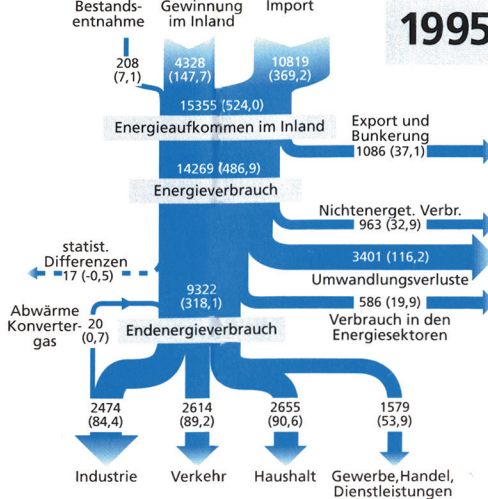 Bestands-
entnahme
Gewinnung
im Inland
Import
1995
208
(7,1)
4328
(147,7)
10819
(369,2)
15355 (524,0)
Energieaufkommen im Inland
Export und
Bunkerung
1086 (37,1)
14269 (486,9)
Energieverbrauch
Nichtenerget. Verbr.
963 (32,9)
statist.
Differenzen
17 (-0,5)
3401 (116,2)
Umwandlungsverluste
9322
(318,1)
586 (19,9)
Verbrauch in den
Energiesektoren
Abwärme
Konverter-
gas
20
(0,7)
Endenergieverbrauch
2474
(84,4)
2614
(89,2)
2655
(90,6)
1579
(53,9)
Industrie
Verkehr
Haushalt
Gewerbe,Handel,
Dienstleistungen